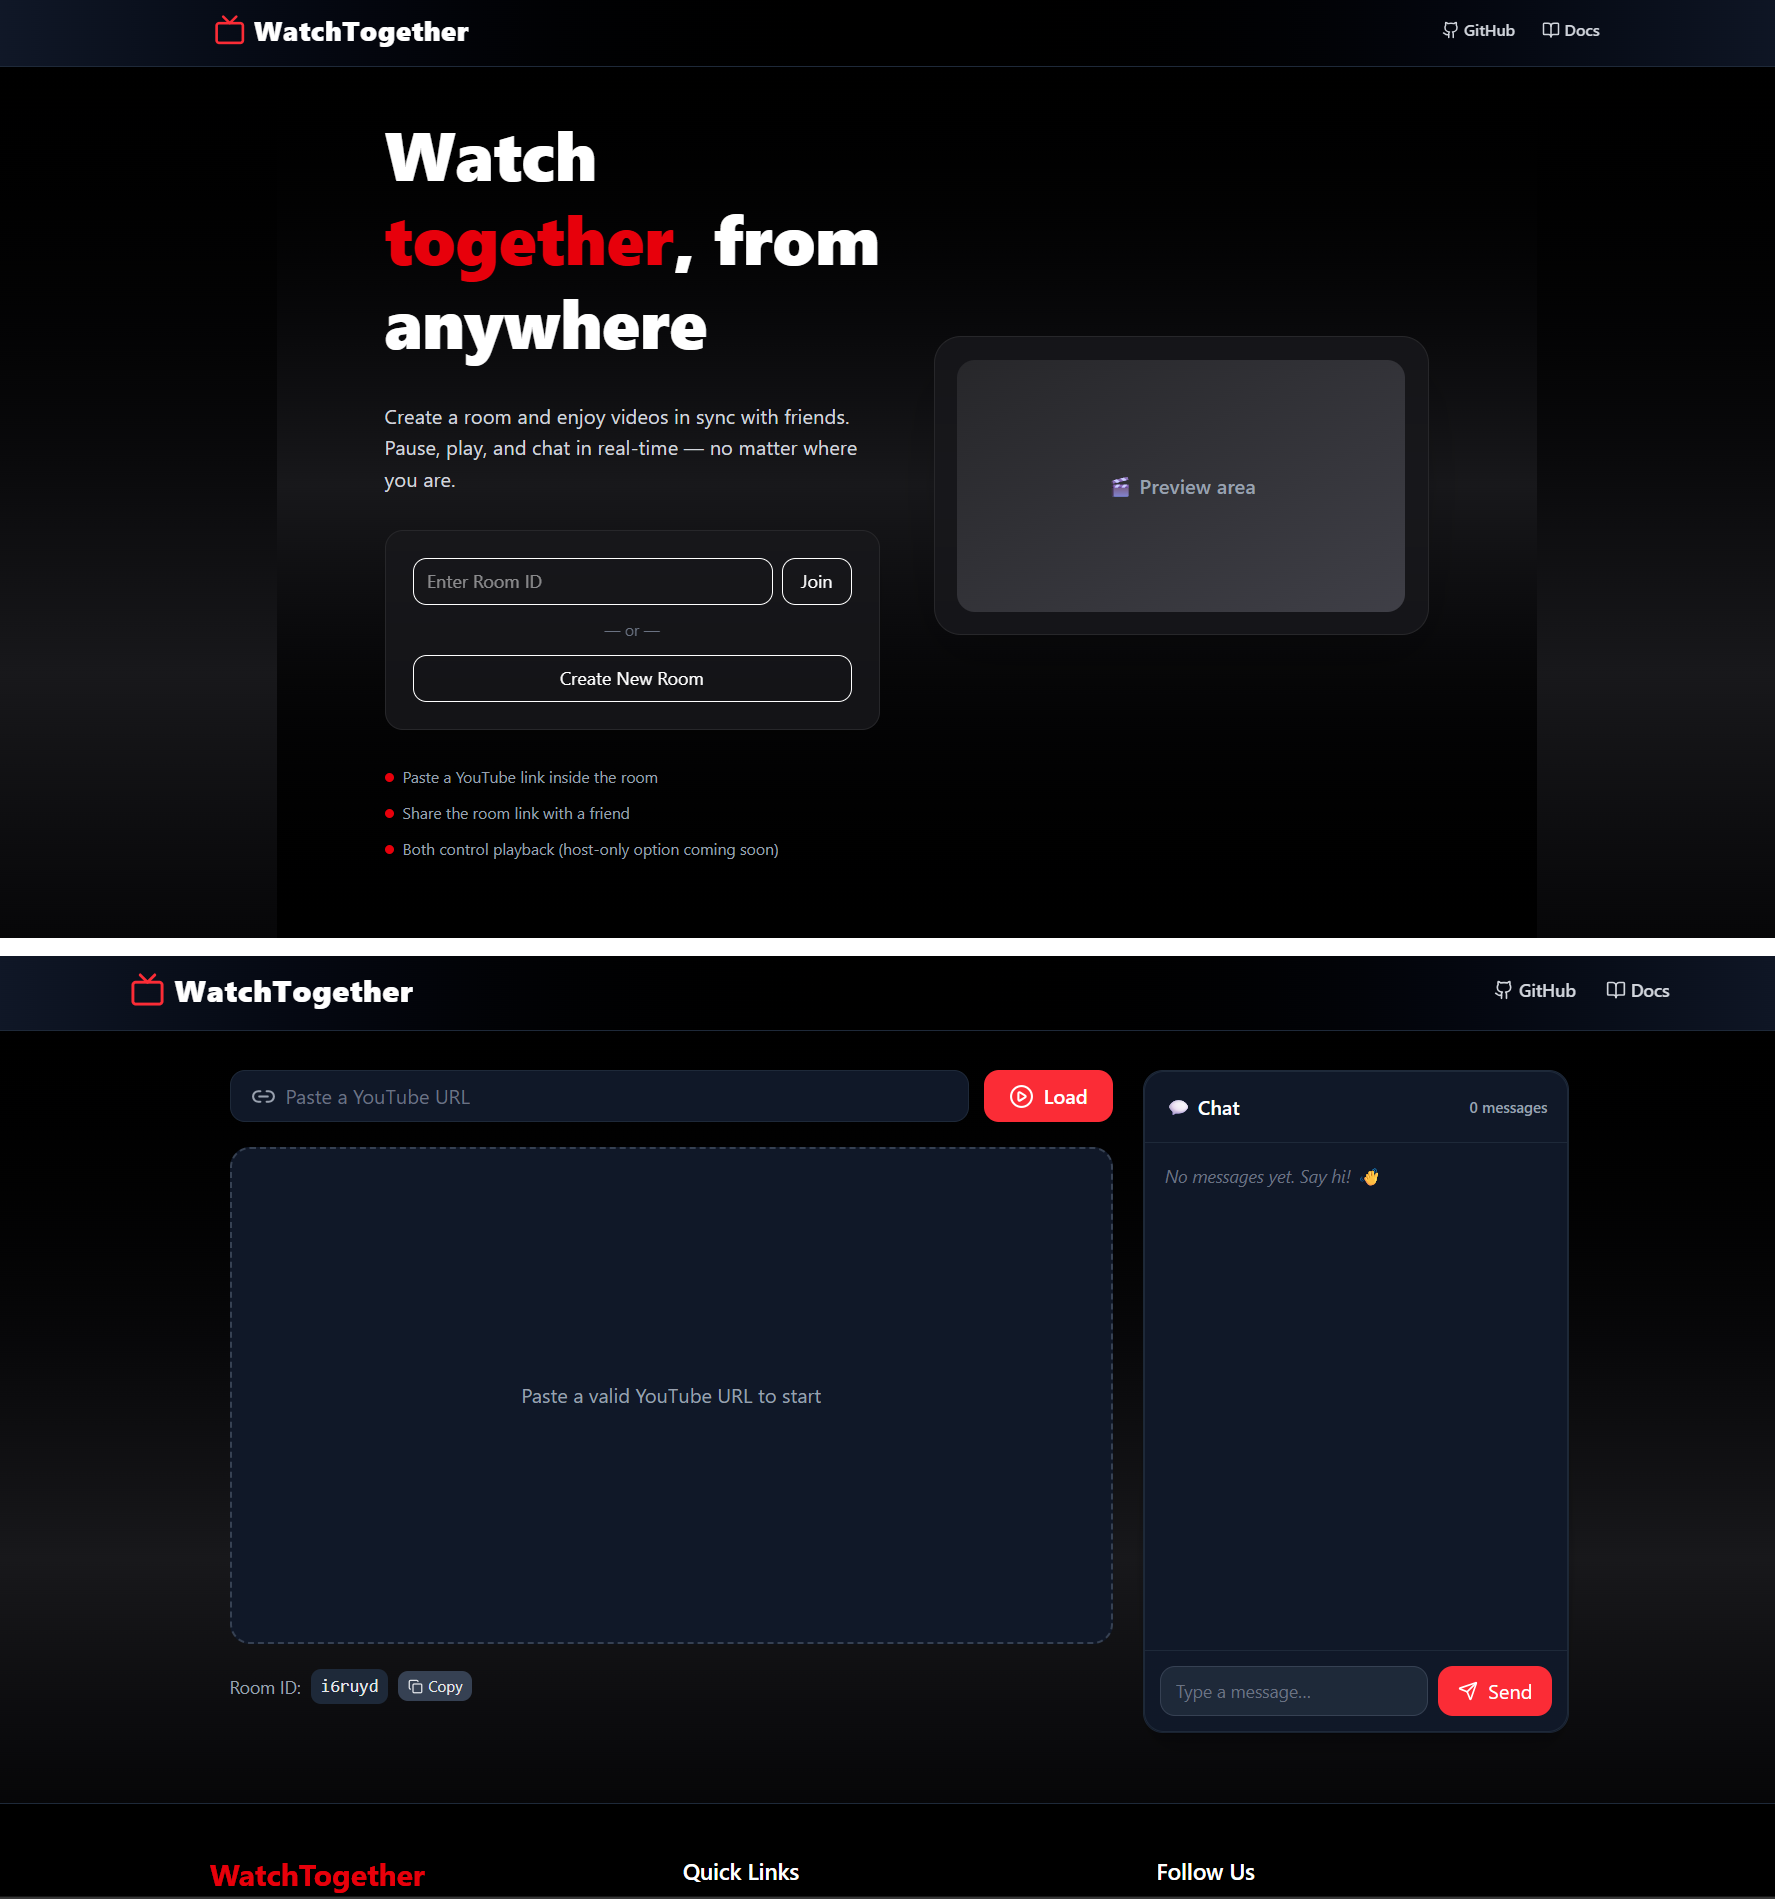 WatchTogether
GitHub
Docs
Watch
together, from
anywhere
Create a room and enjoy videos in sync with friends.
Pause, play, and chat in real-time — no matter where
you are.
Enter Room ID
Join
— or —
Create New Room
Paste a YouTube link inside the room
Share the room link with a friend
Both control playback (host-only option coming soon)
🎬 Preview area
WatchTogether
GitHub
Docs
Paste a YouTube URL
Load
Paste a valid YouTube URL to start
Room ID: i6ruyd Copy
💬 Chat
0 messages
No messages yet. Say hi! 👋
Type a message...
Send
WatchTogether
Quick Links
Follow Us